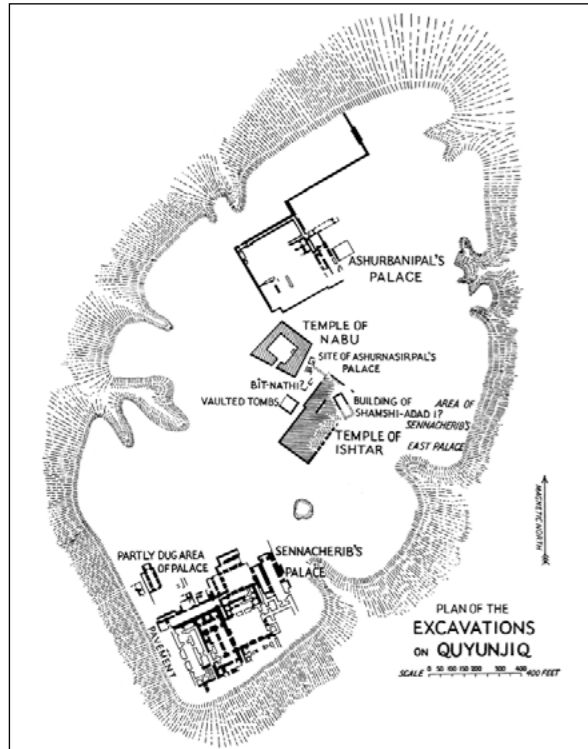 ASHURBANIPAL'S
PALACE
TEMPLE OF
NABU
SITE OF ASHURNASIRPAL'S
PALACE
BÎT-NATHI?
VAULTED TOMBS
BUILDING OF
SHAMSHI-ADAD I?
AREA OF
SENNACHERIB'S
EAST PALACE
TEMPLE OF
ISHTAR
MAGNETIC NORTH
PARTLY DUG AREA
OF PALACE
SENNACHERIB'S
PALACE
PAVEMENT
PLAN OF THE
EXCAVATIONS
ON QUYUNJIQ
SCALE 0 50 100 150 200 300 400 FEET